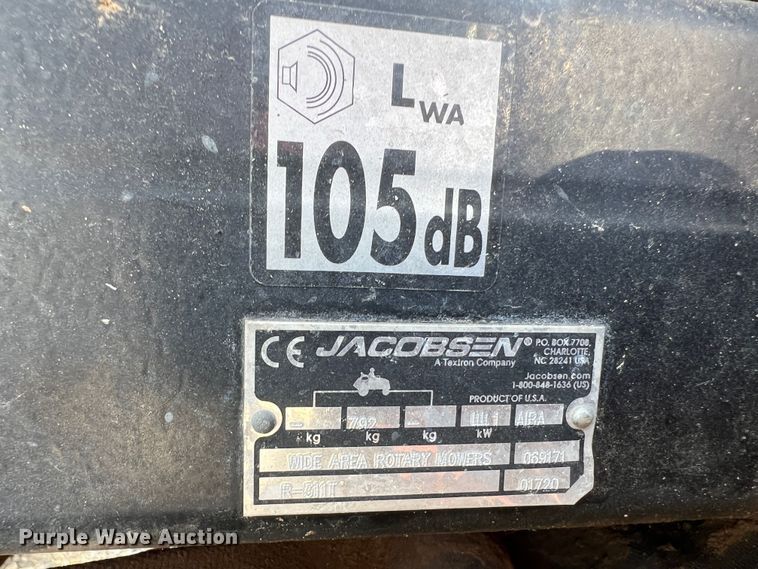 LWA
105dB
CE JACOBSEN® P.O. BOX 7708,
CHARLOTTE,
NC 28241 USA
A Textron Company
Jacobsen.com
1-800-848-1636 (US)
PRODUCT OF U.S.A.
kg kg kg kW
WIDE AREA ROTARY MOWERS 069171
01720
Purple Wave Auction